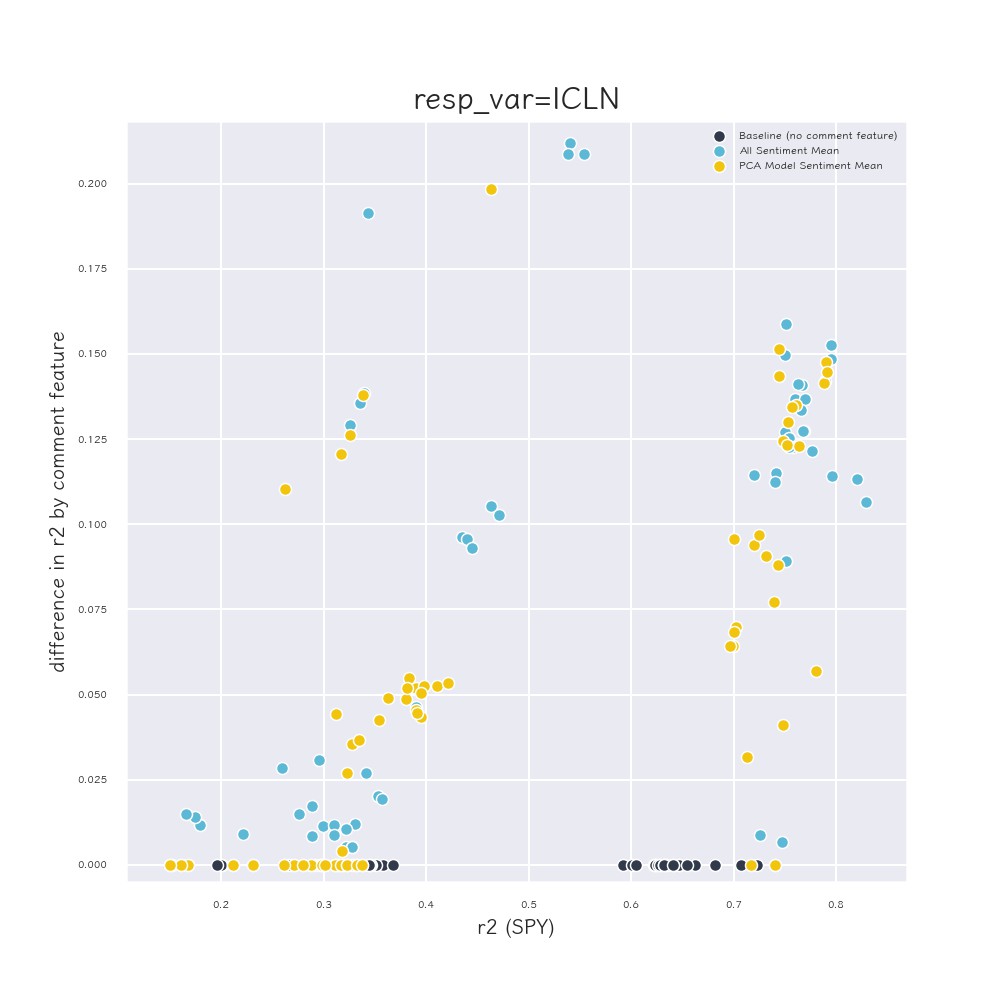 resp_var=ICLN
Baseline (no comment feature)
All Sentiment Mean
PCA Model Sentiment Mean
difference in r2 by comment feature
0.200
0.175
0.150
0.125
0.100
0.075
0.050
0.025
0.000
0.2 0.3 0.4 0.5 0.6 0.7 0.8
r2 (SPY)